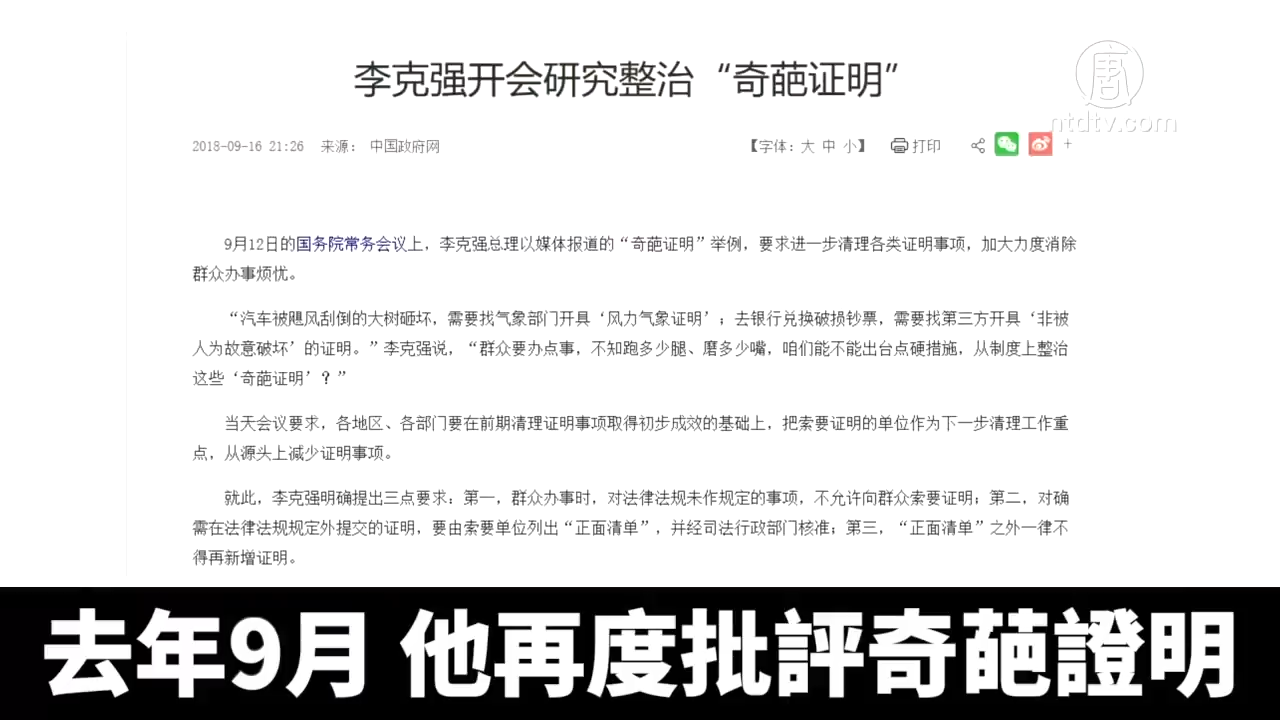 李克强开会研究整治“奇葩证明”
唐
ntdtv.com
2018-09-16 21:26 来源： 中国政府网
【字体：大 中 小】 打印 +
9月12日的国务院常务会议上，李克强总理以媒体报道的“奇葩证明”举例，要求进一步清理各类证明事项，加大力度消除
群众办事烦忧。
“汽车被飓风刮倒的大树砸坏，需要找气象部门开具‘风力气象证明’；去银行兑换破损钞票，需要找第三方开具‘非被
人为故意破坏’的证明。”李克强说，“群众要办点事，不知跑多少腿、磨多少嘴，咱们能不能出台点硬措施，从制度上整治
这些‘奇葩证明’？”
当天会议要求，各地区、各部门要在前期清理证明事项取得初步成效的基础上，把索要证明的单位作为下一步清理工作重
点，从源头上减少证明事项。
就此，李克强明确提出三点要求：第一，群众办事时，对法律法规未作规定的事项，不允许向群众索要证明；第二，对确
需在法律法规规定外提交的证明，要由索要单位列出“正面清单”，并经司法行政部门核准；第三，“正面清单”之外一律不
得再新增证明。
去年9月 他再度批評奇葩證明